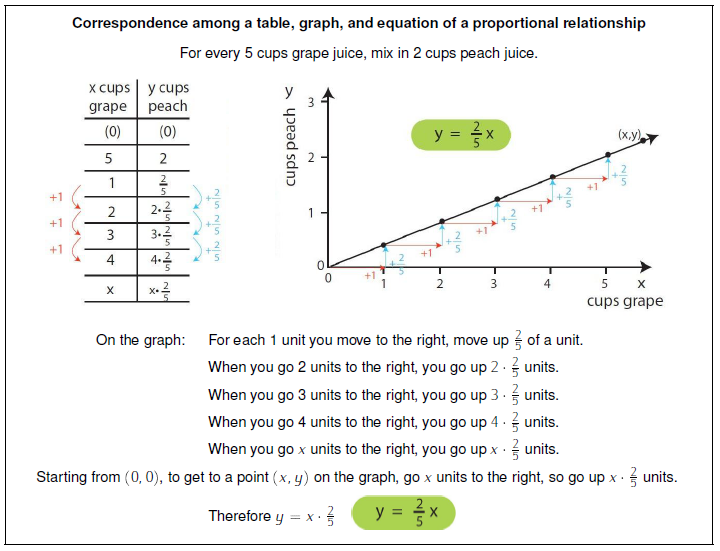 Correspondence among a table, graph, and equation of a proportional relationship
For every 5 cups grape juice, mix in 2 cups peach juice.
x cups grape y cups peach
(0) (0)
5 2
1 2/5
+1 2 2·2/5 +2/5
+1 3 3·2/5 +2/5
+1 4 4·2/5 +2/5
x x·2/5
y
cups peach
3
2
1
0
y = 2/5 x
(x,y)
+1 +2/5
+1 +2/5
+1 +2/5
+1 +2/5
+1 +2/5
0 1 2 3 4 5 x
cups grape
On the graph: For each 1 unit you move to the right, move up 2/5 of a unit.
When you go 2 units to the right, you go up 2 · 2/5 units.
When you go 3 units to the right, you go up 3 · 2/5 units.
When you go 4 units to the right, you go up 4 · 2/5 units.
When you go x units to the right, you go up x · 2/5 units.
Starting from (0, 0), to get to a point (x, y) on the graph, go x units to the right, so go up x · 2/5 units.
Therefore y = x · 2/5 y = 2/5 x